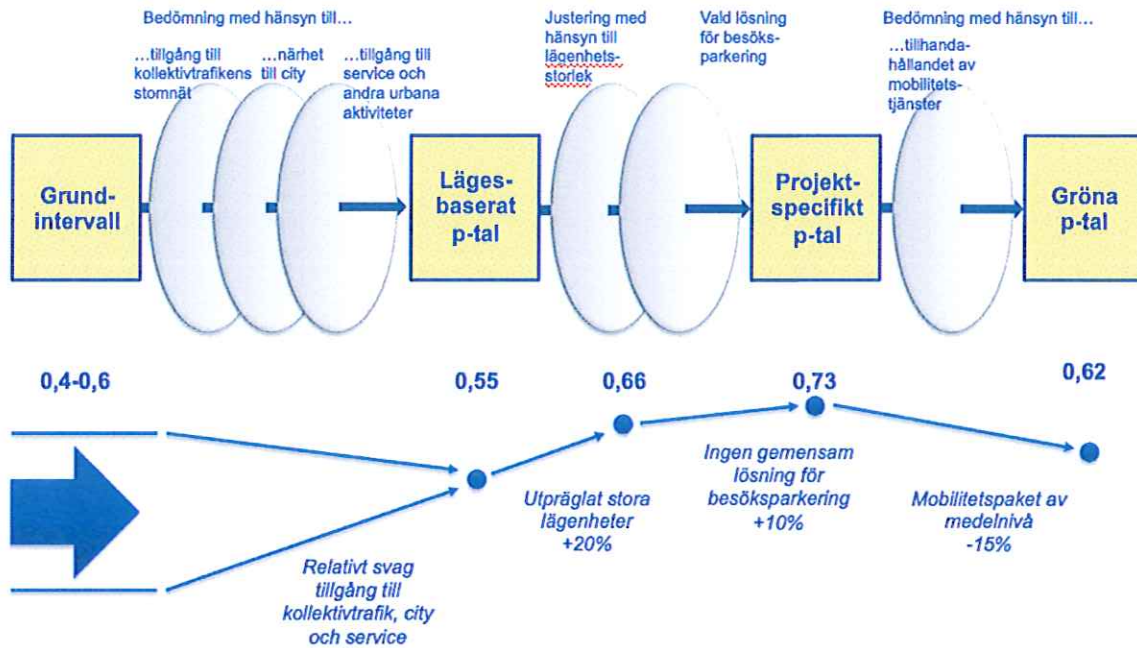 Bedömning med hänsyn till…
…tillgång till
kollektivtrafikens
stomnät
…närhet
till city
…tillgång till
service och
andra urbana
aktiviteter
Justering med
hänsyn till
lägenhets-
storlek
Vald lösning
för besöks-
parkering
Bedömning med hänsyn till…
…tillhanda-
hållandet av
mobilitets-
tjänster
Grund-
intervall
Läges-
baserat
p-tal
Projekt-
specifikt
p-tal
Gröna
p-tal
0,4-0,6
0,55
0,66
0,73
0,62
Relativt svag
tillgång till
kollektivtrafik, city
och service
Utpräglat stora
lägenheter
+20%
Ingen gemensam
lösning för
besöksparkering
+10%
Mobilitetspaket av
medelnivå
-15%